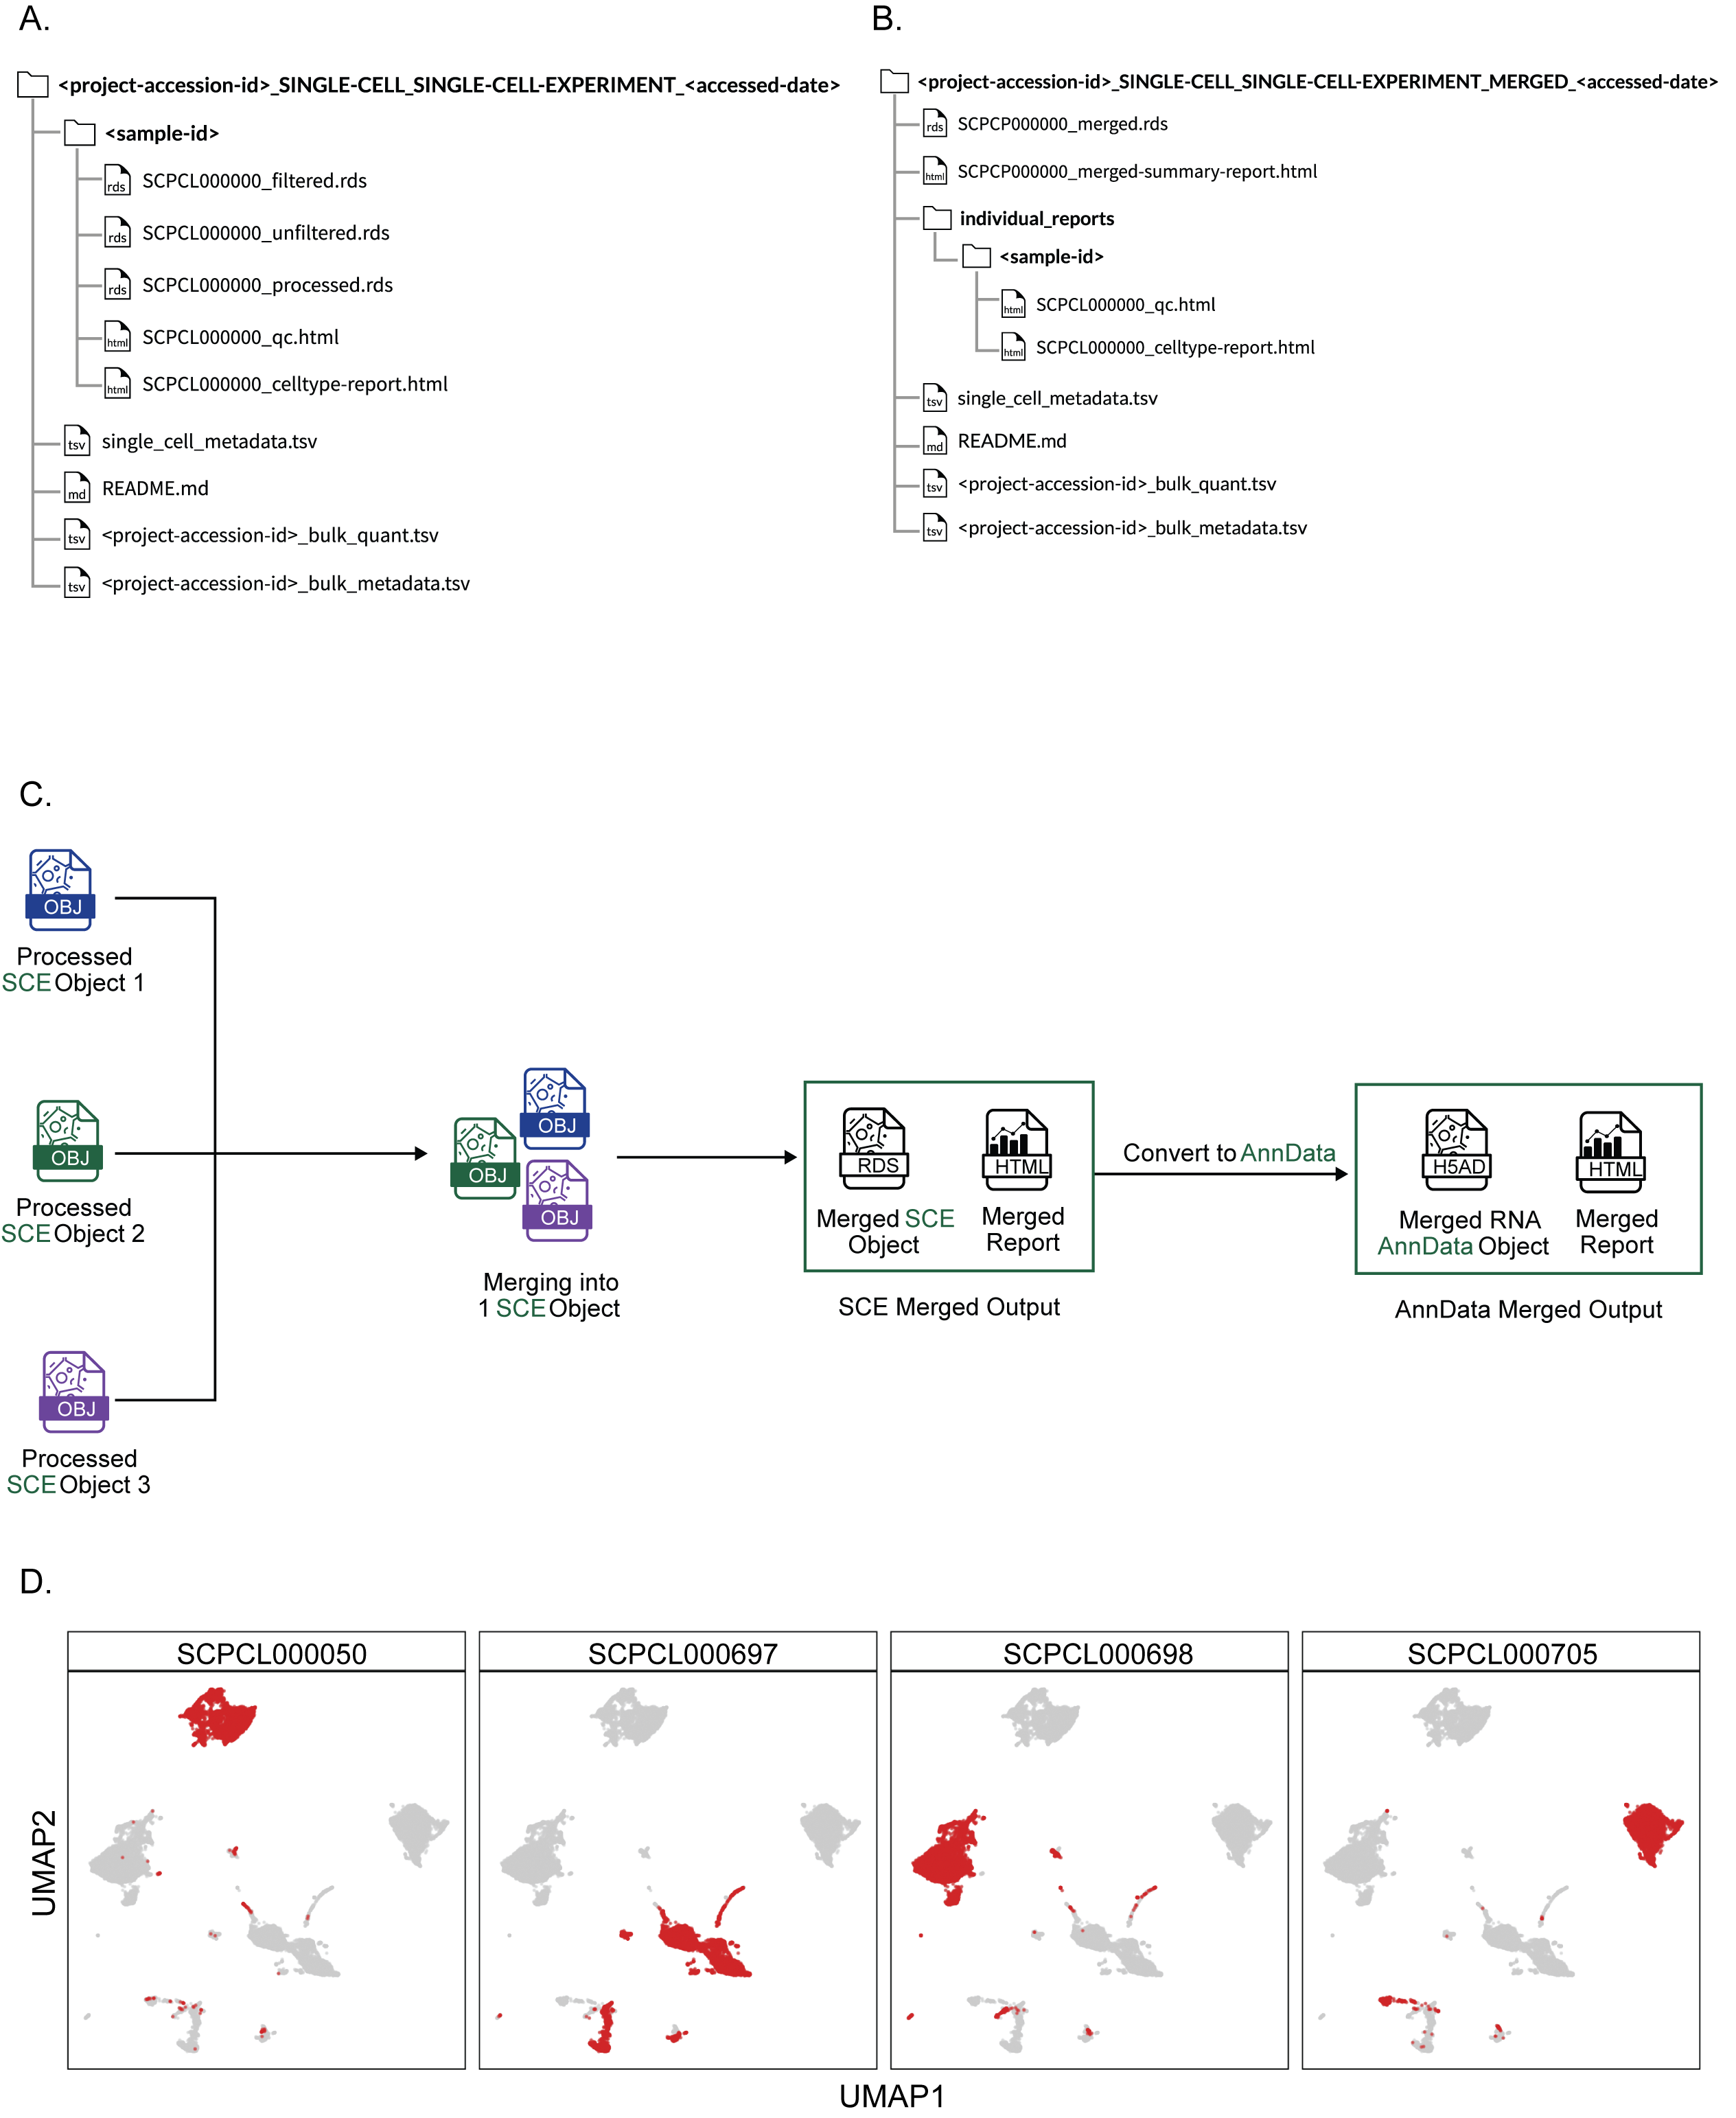 A.
<project-accession-id>_SINGLE-CELL_SINGLE-CELL-EXPERIMENT_<accessed-date>
<sample-id>
rds SCPCL000000_filtered.rds
rds SCPCL000000_unfiltered.rds
rds SCPCL000000_processed.rds
html SCPCL000000_qc.html
html SCPCL000000_celltype-report.html
tsv single_cell_metadata.tsv
md README.md
tsv <project-accession-id>_bulk_quant.tsv
tsv <project-accession-id>_bulk_metadata.tsv
B.
<project-accession-id>_SINGLE-CELL_SINGLE-CELL-EXPERIMENT_MERGED_<accessed-date>
rds SCPCP000000_merged.rds
html SCPCP000000_merged-summary-report.html
individual_reports
<sample-id>
html SCPCL000000_qc.html
html SCPCL000000_celltype-report.html
tsv single_cell_metadata.tsv
md README.md
tsv <project-accession-id>_bulk_quant.tsv
tsv <project-accession-id>_bulk_metadata.tsv
C.
OBJ
Processed
SCE Object 1
OBJ
Processed
SCE Object 2
OBJ
Processed
SCE Object 3
OBJ
OBJ
OBJ
Merging into
1 SCE Object
RDS
Merged SCE
Object
HTML
Merged
Report
SCE Merged Output
Convert to AnnData
H5AD
Merged RNA
AnnData Object
HTML
Merged
Report
AnnData Merged Output
D.
SCPCL000050
SCPCL000697
SCPCL000698
SCPCL000705
UMAP2
UMAP1